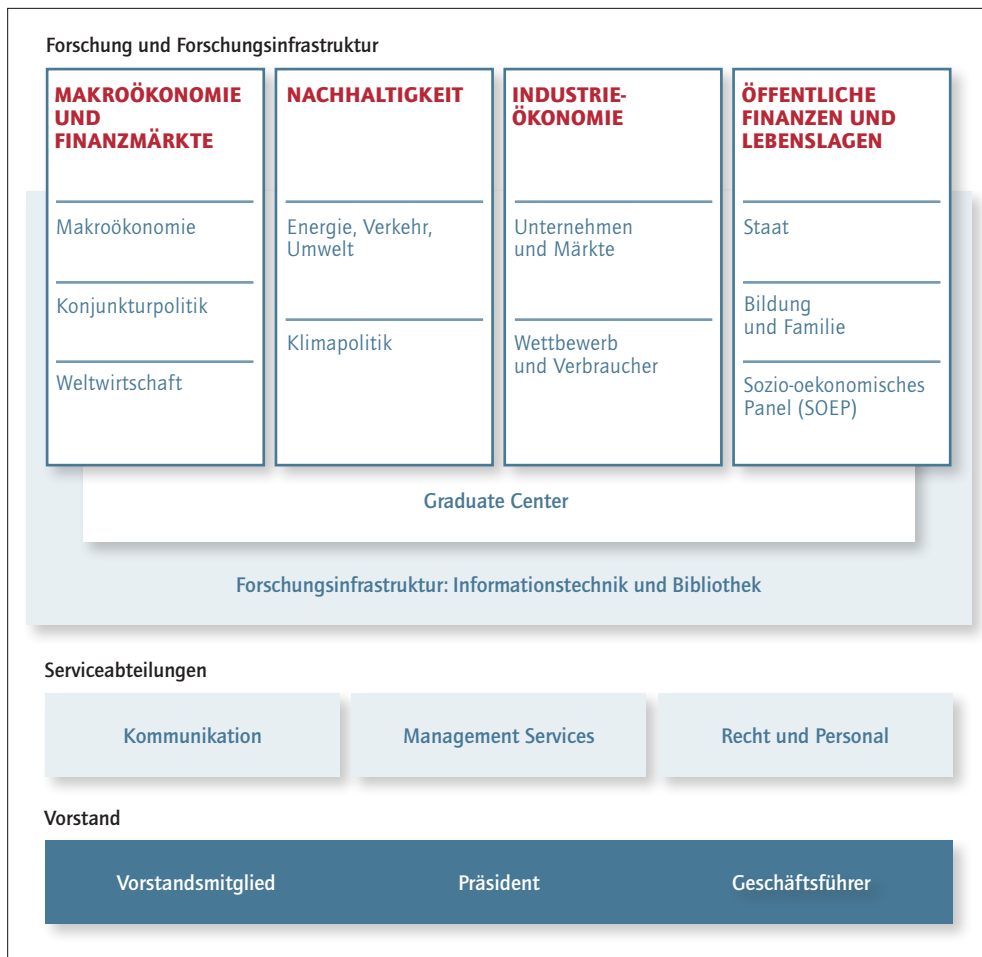 Forschung und Forschungsinfrastruktur
MAKROÖKONOMIE
UND
FINANZMÄRKTE
Makroökonomie
Konjunkturpolitik
Weltwirtschaft
NACHHALTIGKEIT
Energie, Verkehr,
Umwelt
Klimapolitik
INDUSTRIE-
ÖKONOMIE
Unternehmen
und Märkte
Wettbewerb
und Verbraucher
ÖFFENTLICHE
FINANZEN UND
LEBENSLAGEN
Staat
Bildung
und Familie
Sozio-oekonomisches
Panel (SOEP)
Graduate Center
Forschungsinfrastruktur: Informationstechnik und Bibliothek
Serviceabteilungen
Kommunikation
Management Services
Recht und Personal
Vorstand
Vorstandsmitglied
Präsident
Geschäftsführer